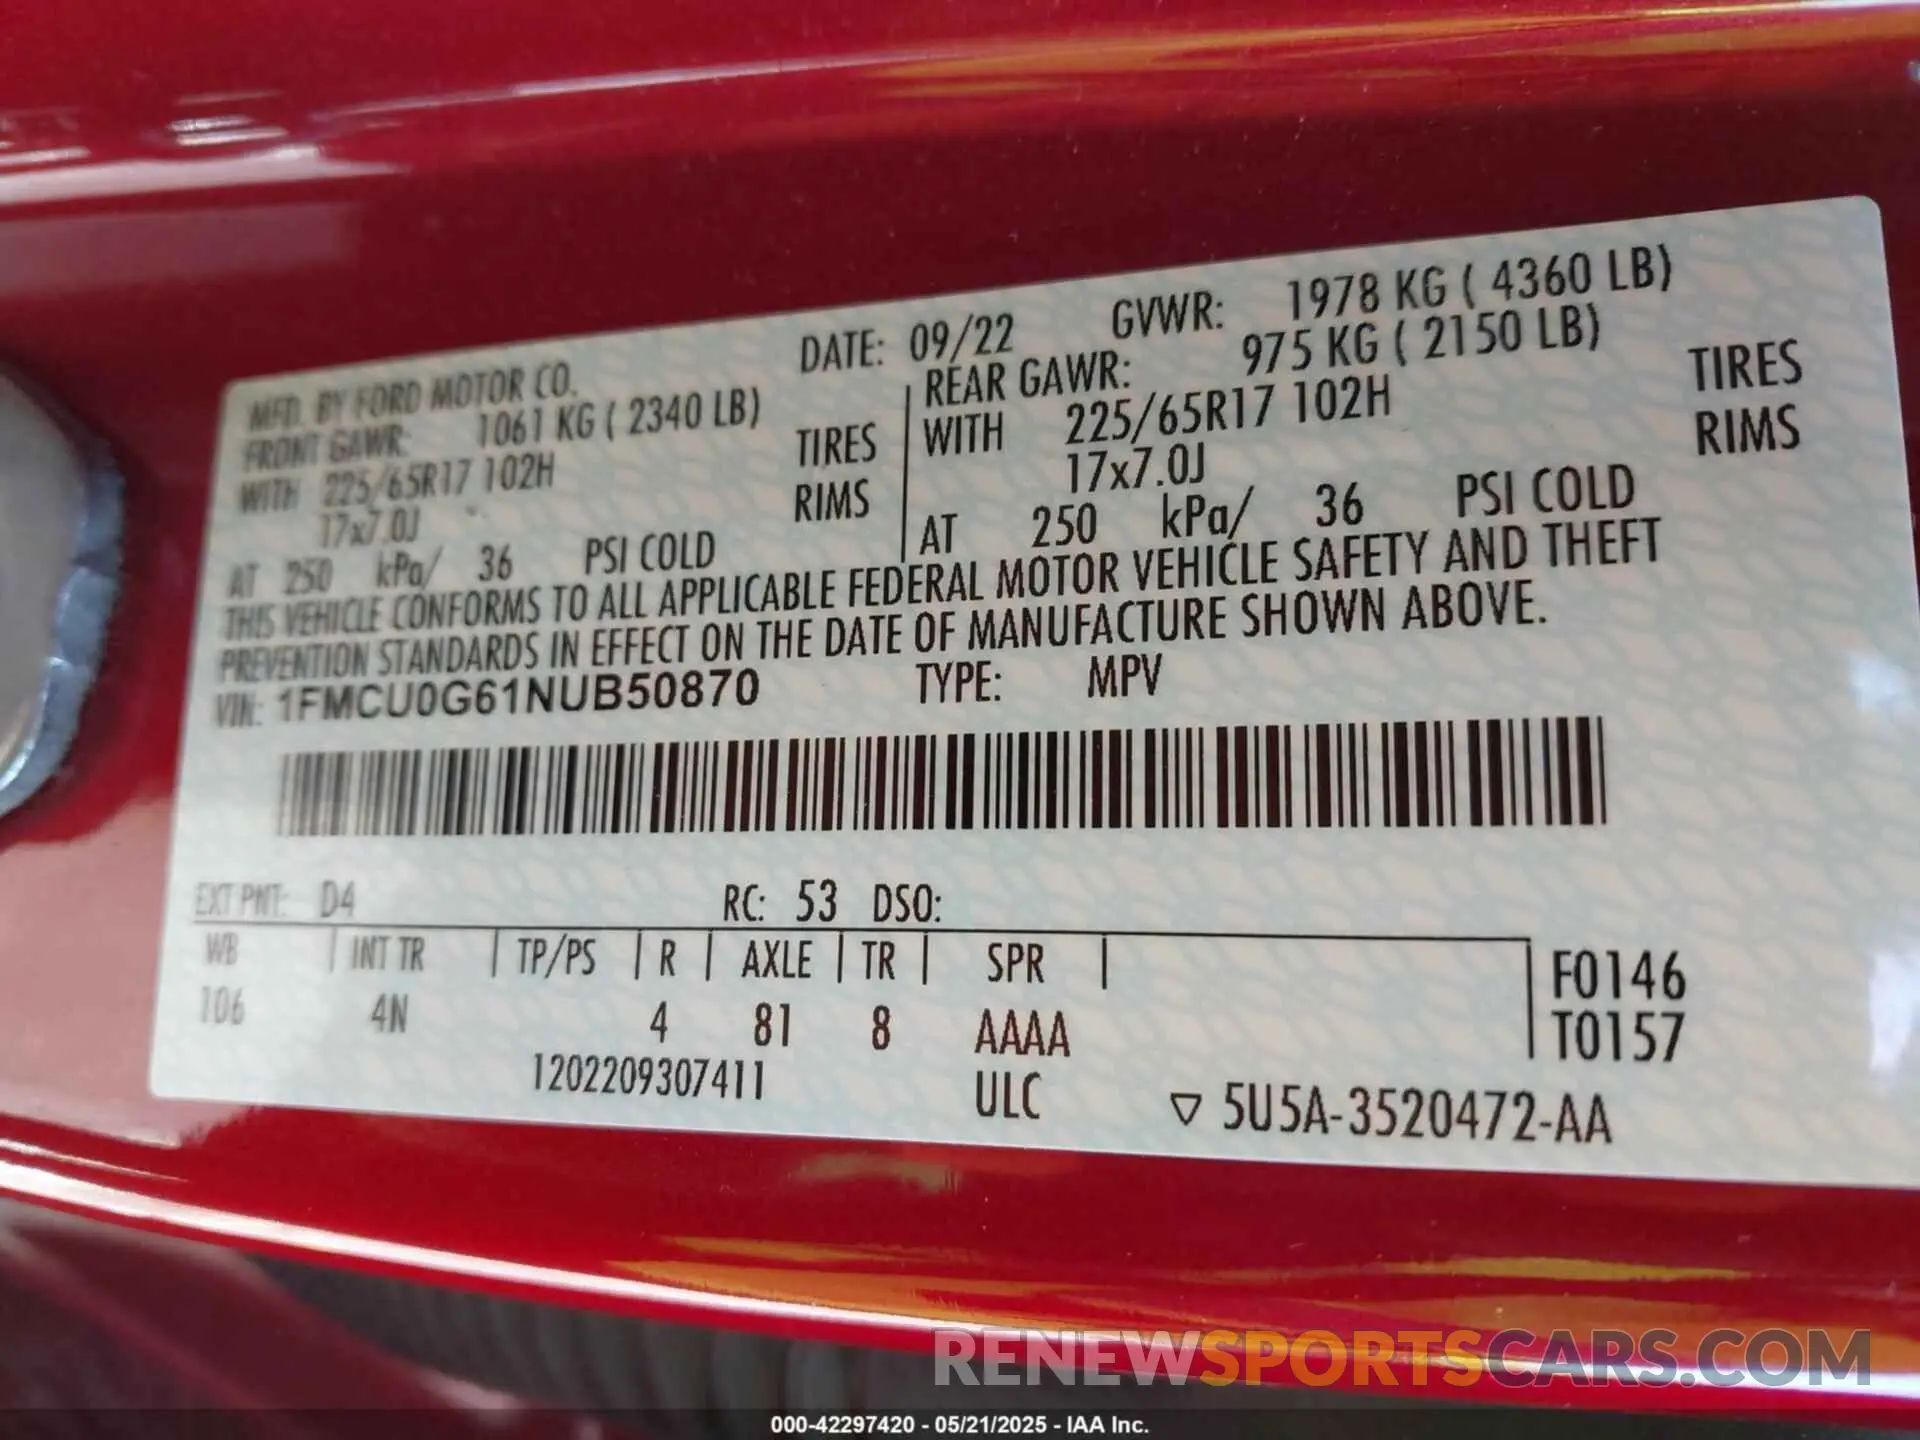 MFD. BY FORD MOTOR CO. DATE: 09/22 GVWR: 1978 KG ( 4360 LB)
FRONT GAWR: 1061 KG ( 2340 LB) REAR GAWR: 975 KG ( 2150 LB)
WITH 225/65R17 102H TIRES WITH 225/65R17 102H TIRES
17x7.0J RIMS 17x7.0J RIMS
AT 250 kPa/ 36 PSI COLD AT 250 kPa/ 36 PSI COLD
THIS VEHICLE CONFORMS TO ALL APPLICABLE FEDERAL MOTOR VEHICLE SAFETY AND THEFT
PREVENTION STANDARDS IN EFFECT ON THE DATE OF MANUFACTURE SHOWN ABOVE.
VIN: 1FMCU0G61NUB50870 TYPE: MPV
EXT PNT: D4 RC: 53 DSO:
WB INT TR TP/PS R AXLE TR SPR F0146
106 4N 4 81 8 AAAA T0157
1202209307411 ULC ▽ 5U5A-3520472-AA
RENEWSPORTSCARS.COM
000-42297420 - 05/21/2025 - IAA Inc.